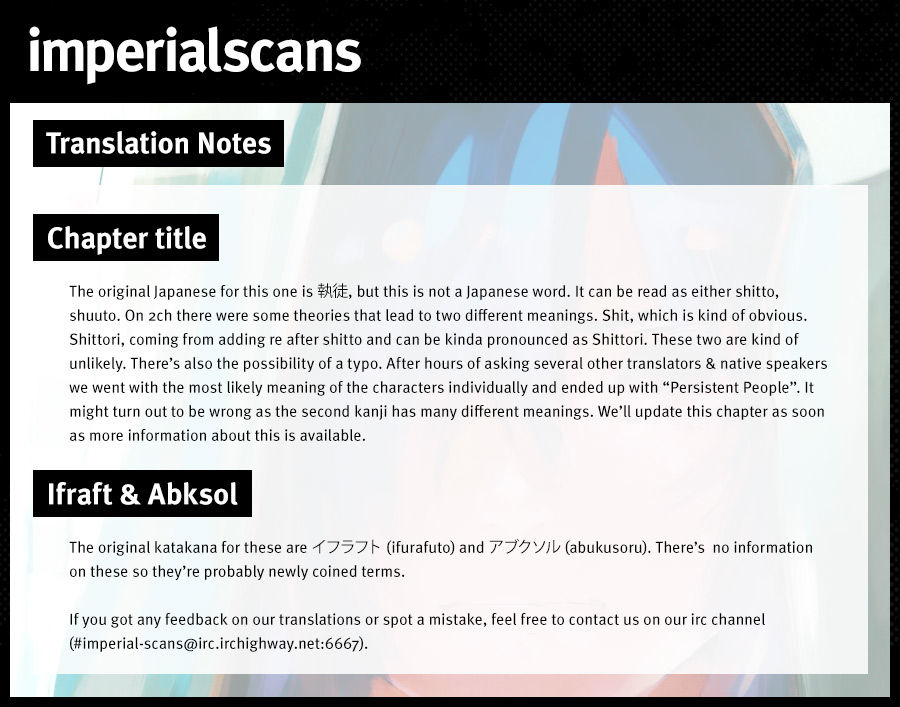 imperialscans
Translation Notes
Chapter title
The original Japanese for this one is 執徒, but this is not a Japanese word. It can be read as either shitto,
shuuto. On 2ch there were some theories that lead to two different meanings. Shit, which is kind of obvious.
Shittori, coming from adding re after shitto and can be kinda pronounced as Shittori. These two are kind of
unlikely. There's also the possibility of a typo. After hours of asking several other translators & native speakers
we went with the most likely meaning of the characters individually and ended up with “Persistent People”. It
might turn out to be wrong as the second kanji has many different meanings. We'll update this chapter as soon
as more information about this is available.
Ifraft & Abksol
The original katakana for these are イフラフト (ifurafuto) and アブクソル (abukusoru). There's no information
on these so they're probably newly coined terms.
If you got any feedback on our translations or spot a mistake, feel free to contact us on our irc channel
(#imperial-scans@irc.irchighway.net:6667).